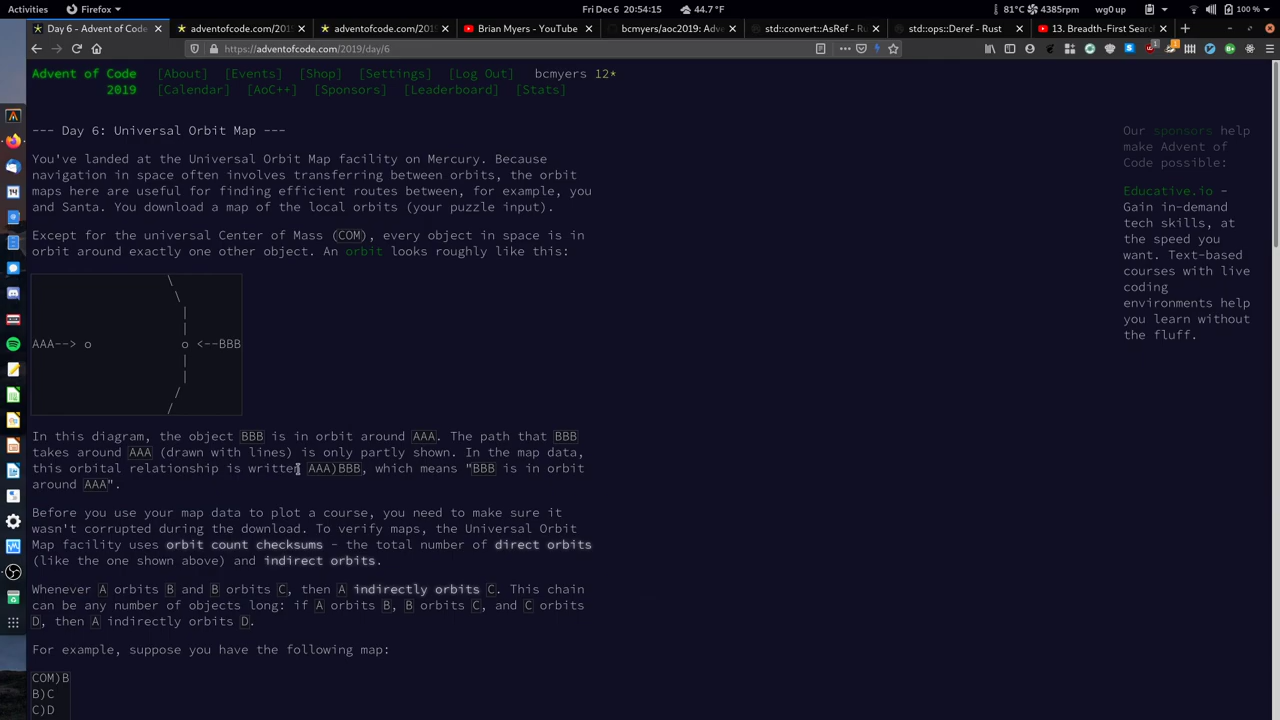 Activities
Firefox
Fri Dec 6 20:54:15
44.7°F
81°C
4385rpm
wg0 up
100 %
Day 6 - Advent of Code
adventofcode.com/2019/d
adventofcode.com/2019/d
Brian Myers - YouTube
bcmyers/aoc2019: Adve
std::convert::AsRef - Ru
std::ops::Deref - Rust
13. Breadth-First Searc
https://adventofcode.com/2019/day/6
Advent of Code
[About]
[Events]
[Shop]
[Settings]
[Log Out]
bcmyers 12*
2019
[Calendar]
[AoC++]
[Sponsors]
[Leaderboard]
[Stats]
--- Day 6: Universal Orbit Map ---
You've landed at the Universal Orbit Map facility on Mercury. Because
navigation in space often involves transferring between orbits, the orbit
maps here are useful for finding efficient routes between, for example, you
and Santa. You download a map of the local orbits (your puzzle input).
Except for the universal Center of Mass (COM), every object in space is in
orbit around exactly one other object. An orbit looks roughly like this:
\
\
|
|
AAA--> o o <--BBB
|
|
/
/
In this diagram, the object BBB is in orbit around AAA. The path that BBB
takes around AAA (drawn with lines) is only partly shown. In the map data,
this orbital relationship is written AAA)BBB, which means "BBB is in orbit
around AAA".
Before you use your map data to plot a course, you need to make sure it
wasn't corrupted during the download. To verify maps, the Universal Orbit
Map facility uses orbit count checksums - the total number of direct orbits
(like the one shown above) and indirect orbits.
Whenever A orbits B and B orbits C, then A indirectly orbits C. This chain
can be any number of objects long: if A orbits B, B orbits C, and C orbits
D, then A indirectly orbits D.
For example, suppose you have the following map:
COM)B
B)C
C)D
Our sponsors help
make Advent of
Code possible:
Educative.io -
Gain in-demand
tech skills, at
the speed you
want. Text-based
courses with live
coding
environments help
you learn without
the fluff.